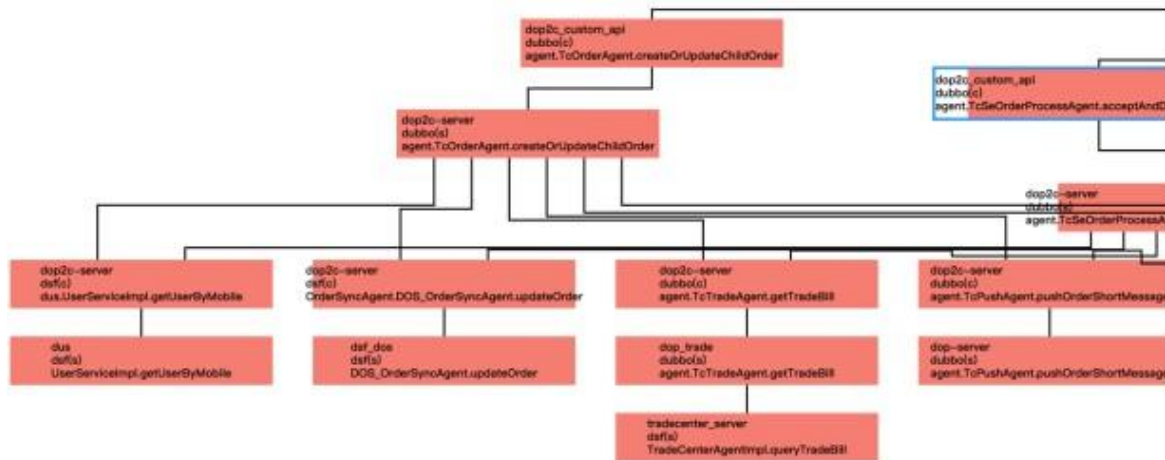 dop2c_custom_api
dubbo(c)
agent.TcOrderAgent.createOrUpdateChildOrder
dop2c_custom_api
dubbo(c)
agent.TcSeOrderProcessAgent.acceptAndD
dop2c-server
dubbo(s)
agent.TcOrderAgent.createOrUpdateChildOrder
dop2c-server
dubbo(s)
agent.TcSeOrderProcessA
dop2c-server
dsf(c)
dus.UserServiceImpl.getUserByMobile
dop2c-server
dsf(c)
OrderSyncAgent.DOS_OrderSyncAgent.updateOrder
dop2c-server
dubbo(c)
agent.TcTradeAgent.getTradeBill
dop2c-server
dubbo(c)
agent.TcPushAgent.pushOrderShortMessage
dus
dsf(s)
UserServiceImpl.getUserByMobile
dsf_dos
dsf(s)
DOS_OrderSyncAgent.updateOrder
dop_trade
dubbo(s)
agent.TcTradeAgent.getTradeBill
dop-server
dubbo(s)
agent.TcPushAgent.pushOrderShortMessage
tradecenter_server
dsf(s)
TradeCenterAgentImpl.queryTradeBill